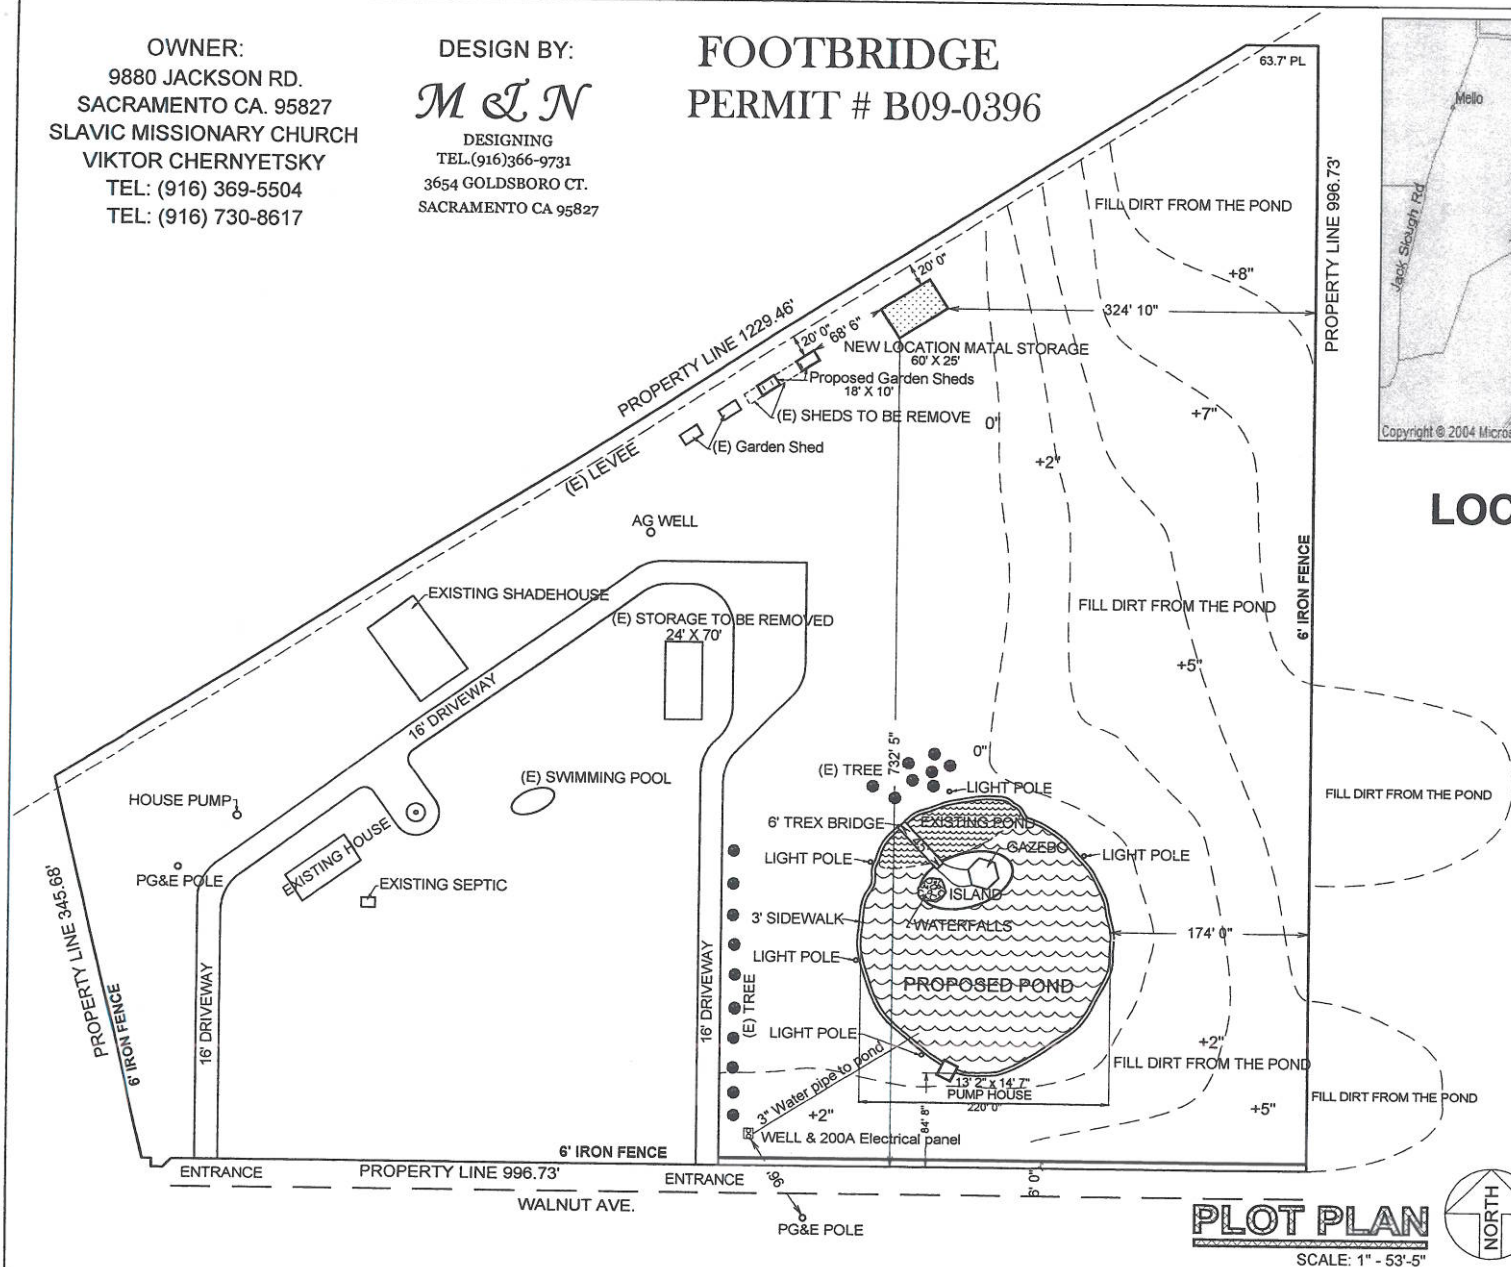 OWNER:
9880 JACKSON RD.
SACRAMENTO CA. 95827
SLAVIC MISSIONARY CHURCH
VIKTOR CHERNYETSKY
TEL: (916) 369-5504
TEL: (916) 730-8617
DESIGN BY:
M & N
DESIGNING
TEL.(916)366-9731
3654 GOLDSBORO CT.
SACRAMENTO CA 95827
FOOTBRIDGE
PERMIT # B09-0396
63.7' PL
Mello
Jack Slough Rd
Copyright © 2004 Micros
LOC
PROPERTY LINE 996.73'
FILL DIRT FROM THE POND
+8"
20' 0"
324' 10"
PROPERTY LINE 1229.46'
20' 0"
68' 6"
NEW LOCATION MATAL STORAGE
60' X 25'
Proposed Garden Sheds
18' X 10'
(E) SHEDS TO BE REMOVE
0'
+7"
(E) Garden Shed
+2"
(E) LEVEE
AG WELL
6' IRON FENCE
EXISTING SHADEHOUSE
(E) STORAGE TO BE REMOVED
24' X 70'
FILL DIRT FROM THE POND
+5"
16' DRIVEWAY
732' 5"
0"
(E) TREE
(E) SWIMMING POOL
LIGHT POLE
HOUSE PUMP
FILL DIRT FROM THE POND
6' TREX BRIDGE
EXISTING POND
45'
GAZEBO
LIGHT POLE
LIGHT POLE
EXISTING HOUSE
PG&E POLE
EXISTING SEPTIC
ISLAND
3' SIDEWALK
WATERFALLS
174' 0"
PROPERTY LINE 345.68'
6' IRON FENCE
16' DRIVEWAY
16' DRIVEWAY
(E) TREE
LIGHT POLE
PROPOSED POND
LIGHT POLE
+2"
FILL DIRT FROM THE POND
3" Water pipe to pond
13' 2" x 14' 7"
PUMP HOUSE
220' 0"
84' 8"
+2"
+5"
FILL DIRT FROM THE POND
WELL & 200A Electrical panel
6' IRON FENCE
ENTRANCE
PROPERTY LINE 996.73'
ENTRANCE
96'
6' 0"
WALNUT AVE.
PG&E POLE
PLOT PLAN
SCALE: 1" - 53'-5"
NORTH